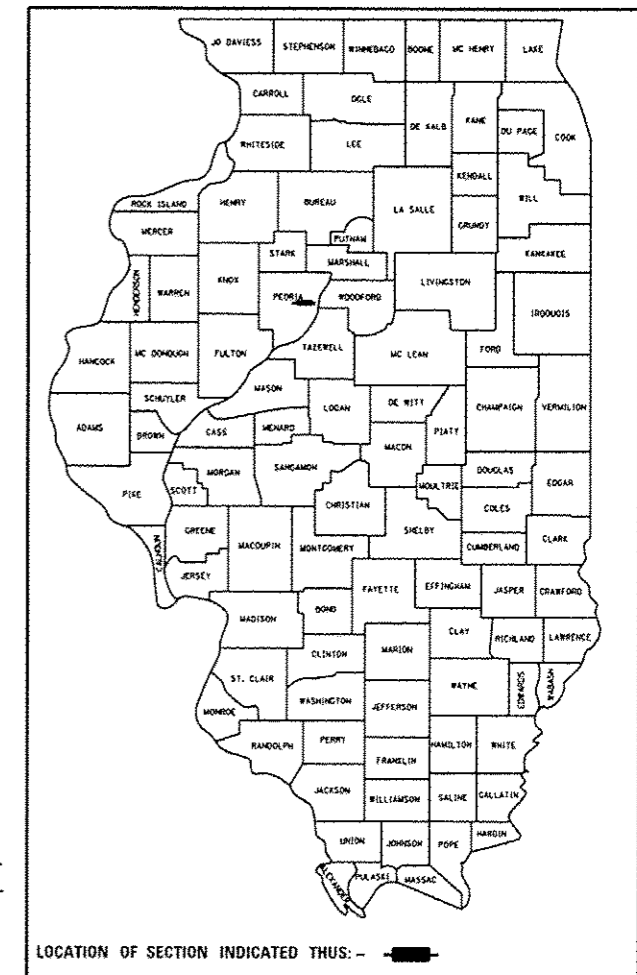 JO DAVIESS STEPHENSON WINNEBAGO BOONE MC HENRY LAKE
CARROLL OGLE DE KALB KANE DU PAGE COOK
WHITESIDE LEE KENDALL WILL
ROCK ISLAND HENRY BUREAU LA SALLE GRUNDY
MERCER PUTNAM
STARK MARSHALL KANKAKEE
HENDERSON WARREN KNOX PEORIA WOODFORD LIVINGSTON IROQUOIS
HANCOCK MC DONOUGH FULTON TAZEWELL MC LEAN FORD
SCHUYLER MASON LOGAN DE WITT CHAMPAIGN VERMILION
ADAMS BROWN CASS MENARD MACON PIATT
PIKE SCOTT MORGAN SANGAMON MOULTRIE DOUGLAS EDGAR
CHRISTIAN COLES
GREENE MACOUPIN MONTGOMERY SHELBY CUMBERLAND CLARK
CALHOUN JERSEY FAYETTE EFFINGHAM JASPER CRAWFORD
MADISON BOND CLAY RICHLAND LAWRENCE
CLINTON MARION
ST. CLAIR WAYNE EDWARDS WABASH
MONROE WASHINGTON JEFFERSON
RANDOLPH PERRY HAMILTON WHITE
FRANKLIN
JACKSON WILLIAMSON SALINE GALLATIN
UNION JOHNSON POPE HARDIN
ALEXANDER PULASKI MASSAC
LOCATION OF SECTION INDICATED THUS: -